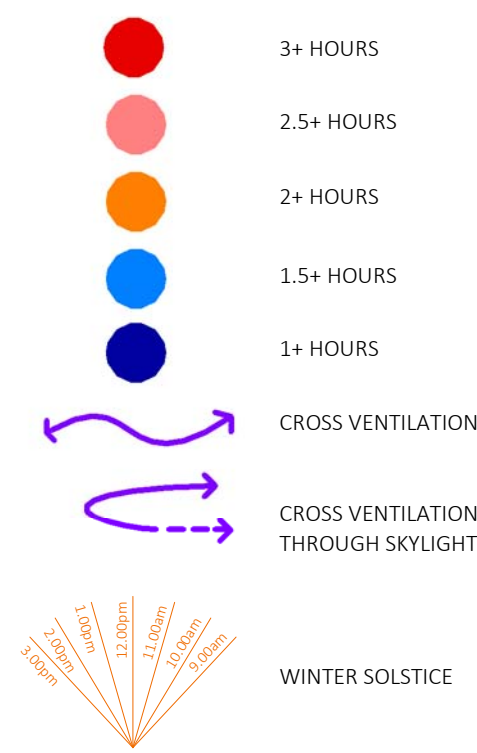 3+ HOURS
2.5+ HOURS
2+ HOURS
1.5+ HOURS
1+ HOURS
CROSS VENTILATION
CROSS VENTILATION
THROUGH SKYLIGHT
3.00pm
2.00pm
1.00pm
12.00pm
11.00am
10.00am
9.00am
WINTER SOLSTICE